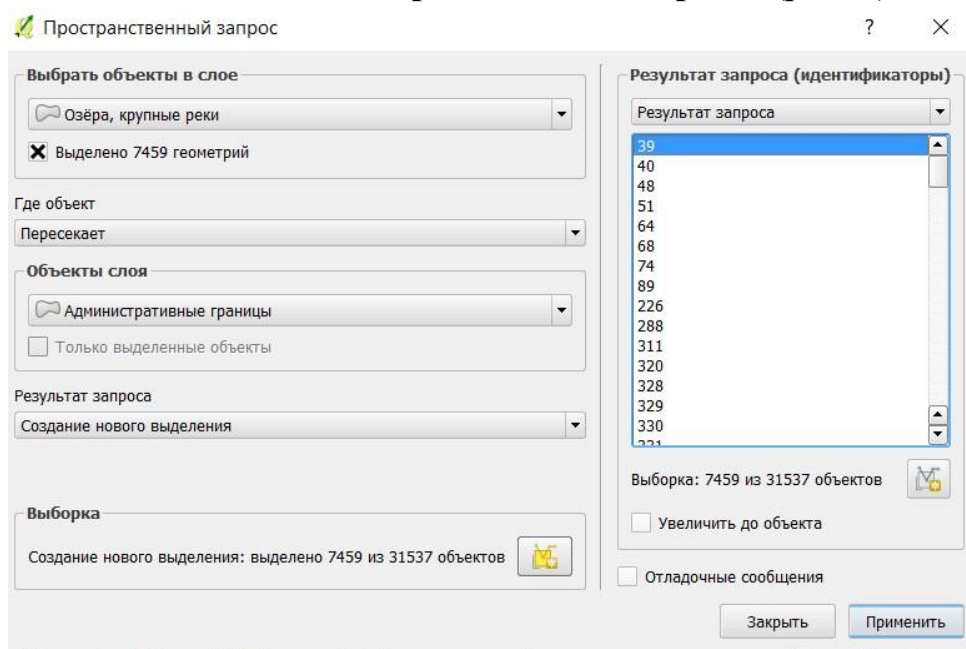 Пространственный запрос
?
Выбрать объекты в слое
Озёра, крупные реки
Выделено 7459 геометрий
Где объект
Пересекает
Объекты слоя
Административные границы
Только выделенные объекты
Результат запроса
Создание нового выделения
Выборка
Создание нового выделения: выделено 7459 из 31537 объектов
Результат запроса (идентификаторы)
Результат запроса
39
40
48
51
64
68
74
89
226
288
311
320
328
329
330
Выборка: 7459 из 31537 объектов
Увеличить до объекта
Отладочные сообщения
Закрыть
Применить